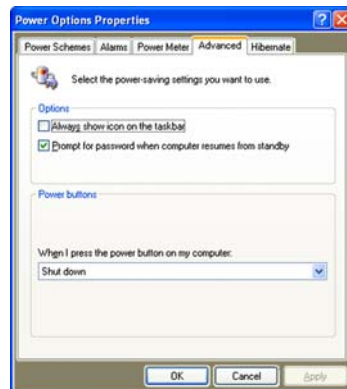 Power Options Properties
Power Schemes Alarms Power Meter Advanced Hibernate
Select the power-saving settings you want to use.
Options
Always show icon on the taskbar
Prompt for password when computer resumes from standby
Power buttons
When I press the power button on my computer:
Shut down
OK Cancel Apply